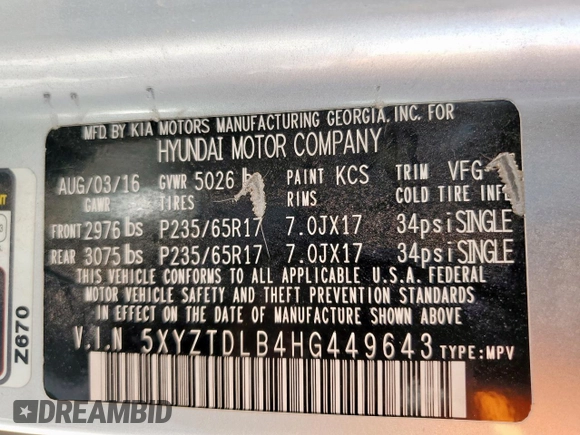 MFD. BY KIA MOTORS MANUFACTURING GEORGIA, INC. FOR
HYUNDAI MOTOR COMPANY
AUG/03/16 GVWR 5026 PAINT KCS TRIM VFG
GAWR TIRES RIMS COLD TIRE INFL
FRONT 2976 lbs P235/65R17 7.0JX17 34psi SINGLE
REAR 3075 lbs P235/65R17 7.0JX17 34psi SINGLE
THIS VEHICLE CONFORMS TO ALL APPLICABLE U.S.A. FEDERAL
MOTOR VEHICLE SAFETY AND THEFT PREVENTION STANDARDS
IN EFFECT ON THE DATE OF MANUFACTURE SHOWN ABOVE.
V.I.N 5XYZTDLB4HG449643 TYPE: MPV
Z670
DREAMBID